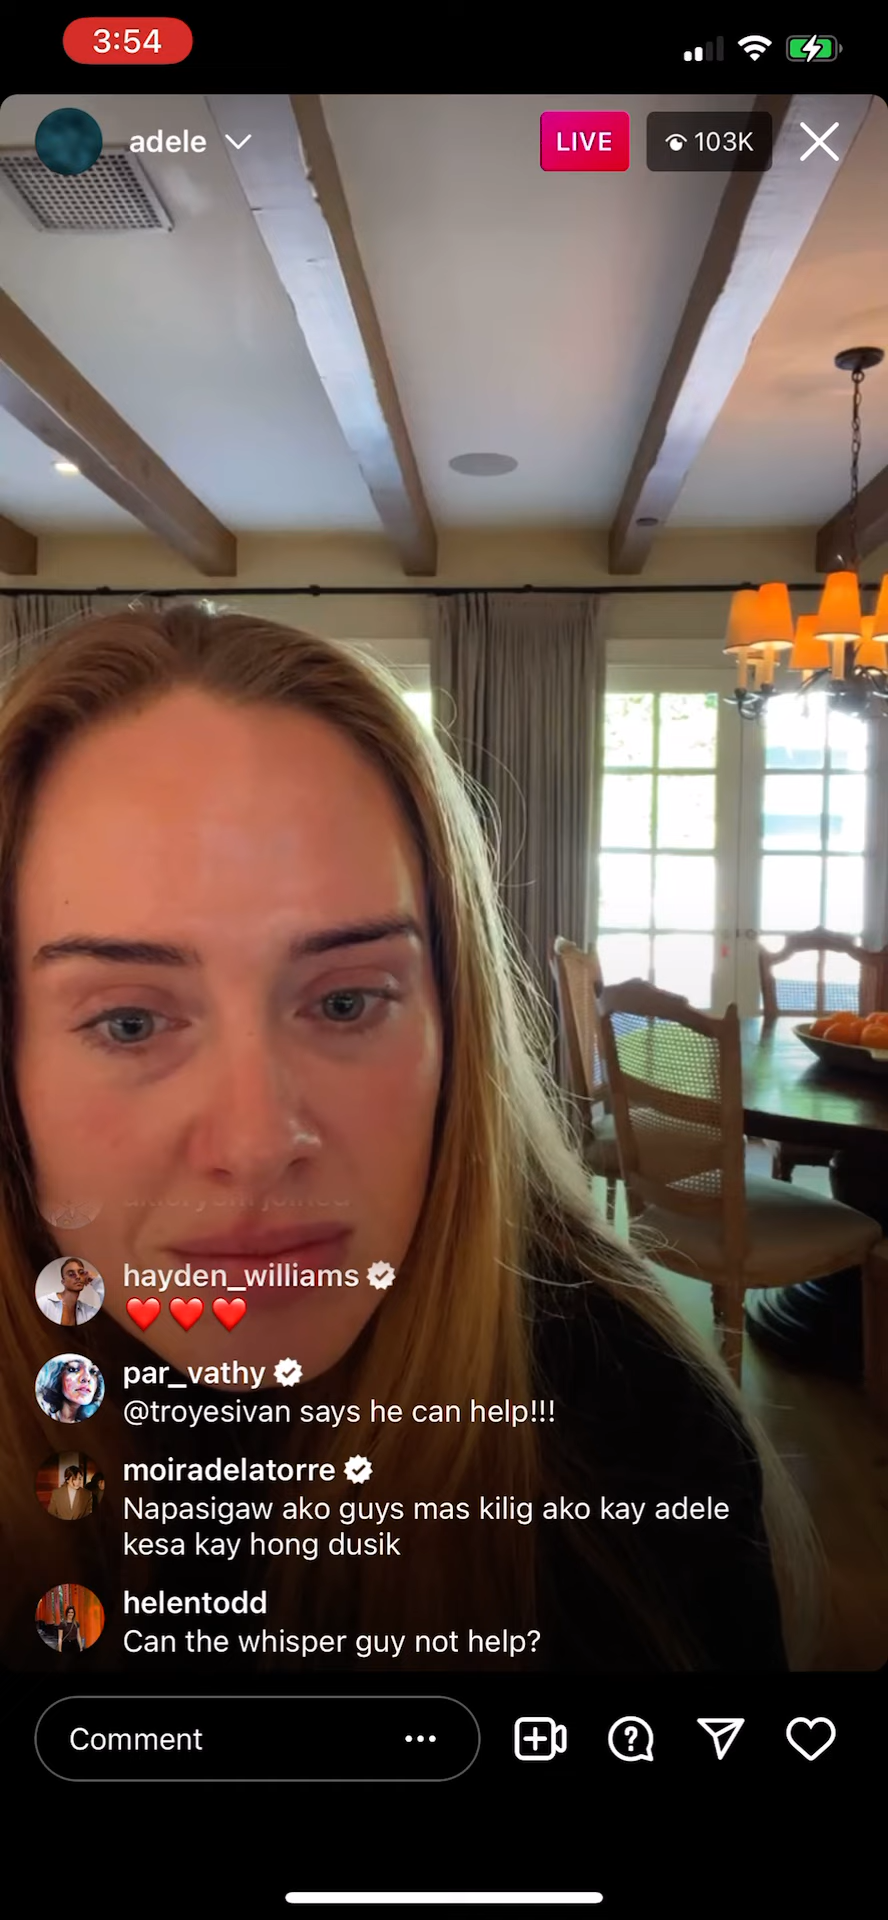 3:54
adele
LIVE
103K
joined
hayden_williams
❤️❤️❤️
par_vathy
@troyesivan says he can help!!!
moiradelatorre
Napasigaw ako guys mas kilig ako kay adele
kesa kay hong dusik
helentodd
Can the whisper guy not help?
Comment